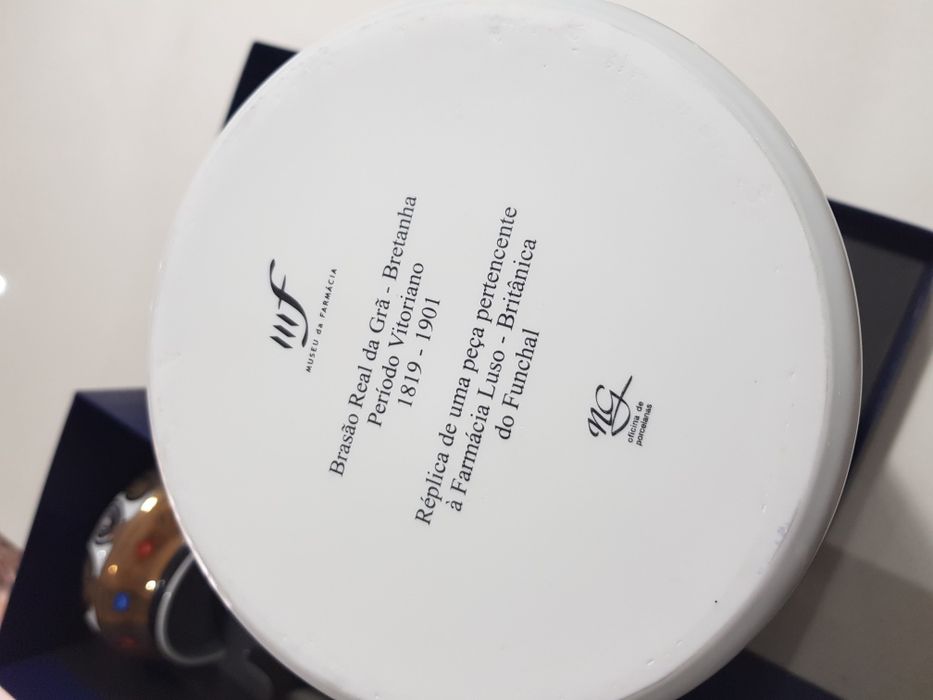 mf
MUSEU da FARMÁCIA
Brasão Real da Grã - Bretanha
Período Vitoriano
1819 - 1901
Réplica de uma peça pertencente
à Farmácia Luso - Britânica
do Funchal
NG
oficina de
porcelanas